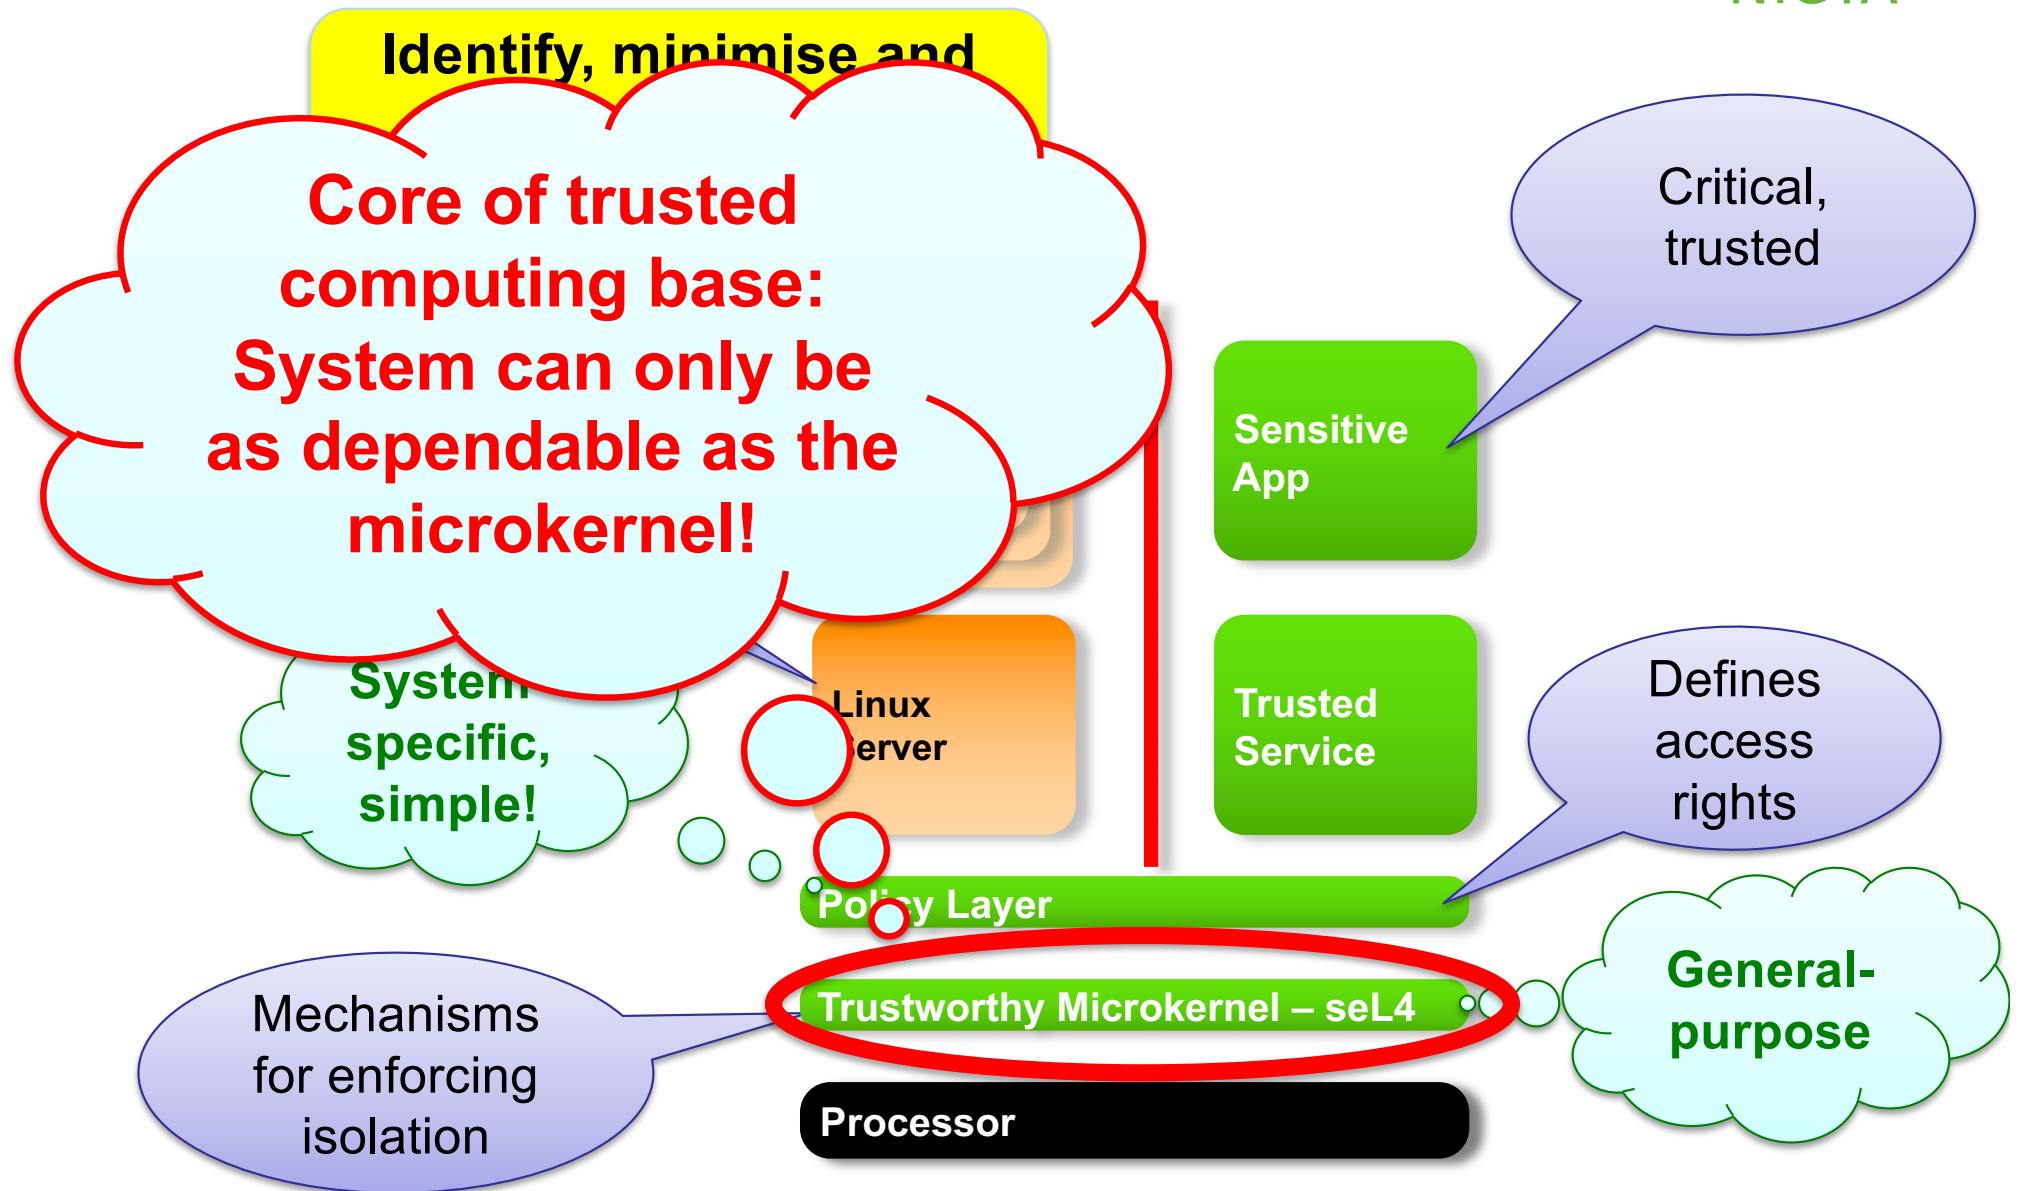 Identify, minimise and
Core of trusted
computing base:
System can only be
as dependable as the
microkernel!
Critical,
trusted
Sensitive
App
System
specific,
simple!
Linux
Server
Trusted
Service
Defines
access
rights
Policy Layer
Mechanisms
for enforcing
isolation
Trustworthy Microkernel – seL4
General-
purpose
Processor